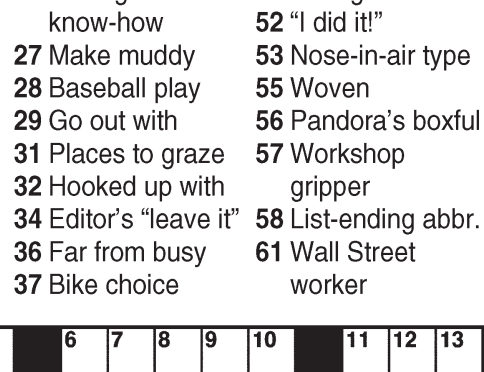 know-how
27 Make muddy
28 Baseball play
29 Go out with
31 Places to graze
32 Hooked up with
34 Editor's “leave it”
36 Far from busy
37 Bike choice
52 “I did it!”
53 Nose-in-air type
55 Woven
56 Pandora's boxful
57 Workshop
gripper
58 List-ending abbr.
61 Wall Street
worker
6 7 8 9 10 11 12 13